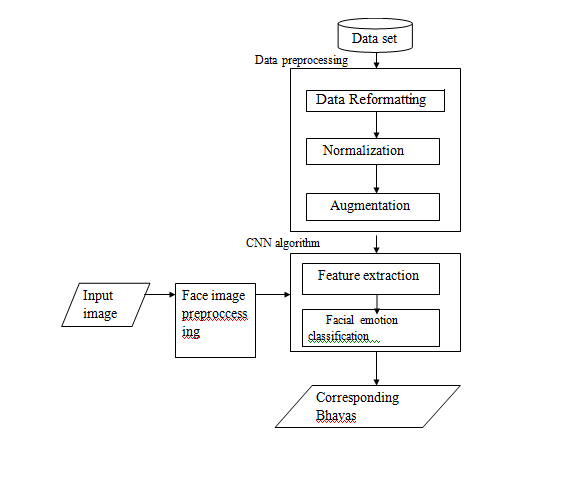 Data set
Data preprocessing
Data Reformatting
Normalization
Augmentation
CNN algorithm
Feature extraction
Input
image
Face image
preproccess
ing
Facial emotion
classification
Corresponding
Bhavas